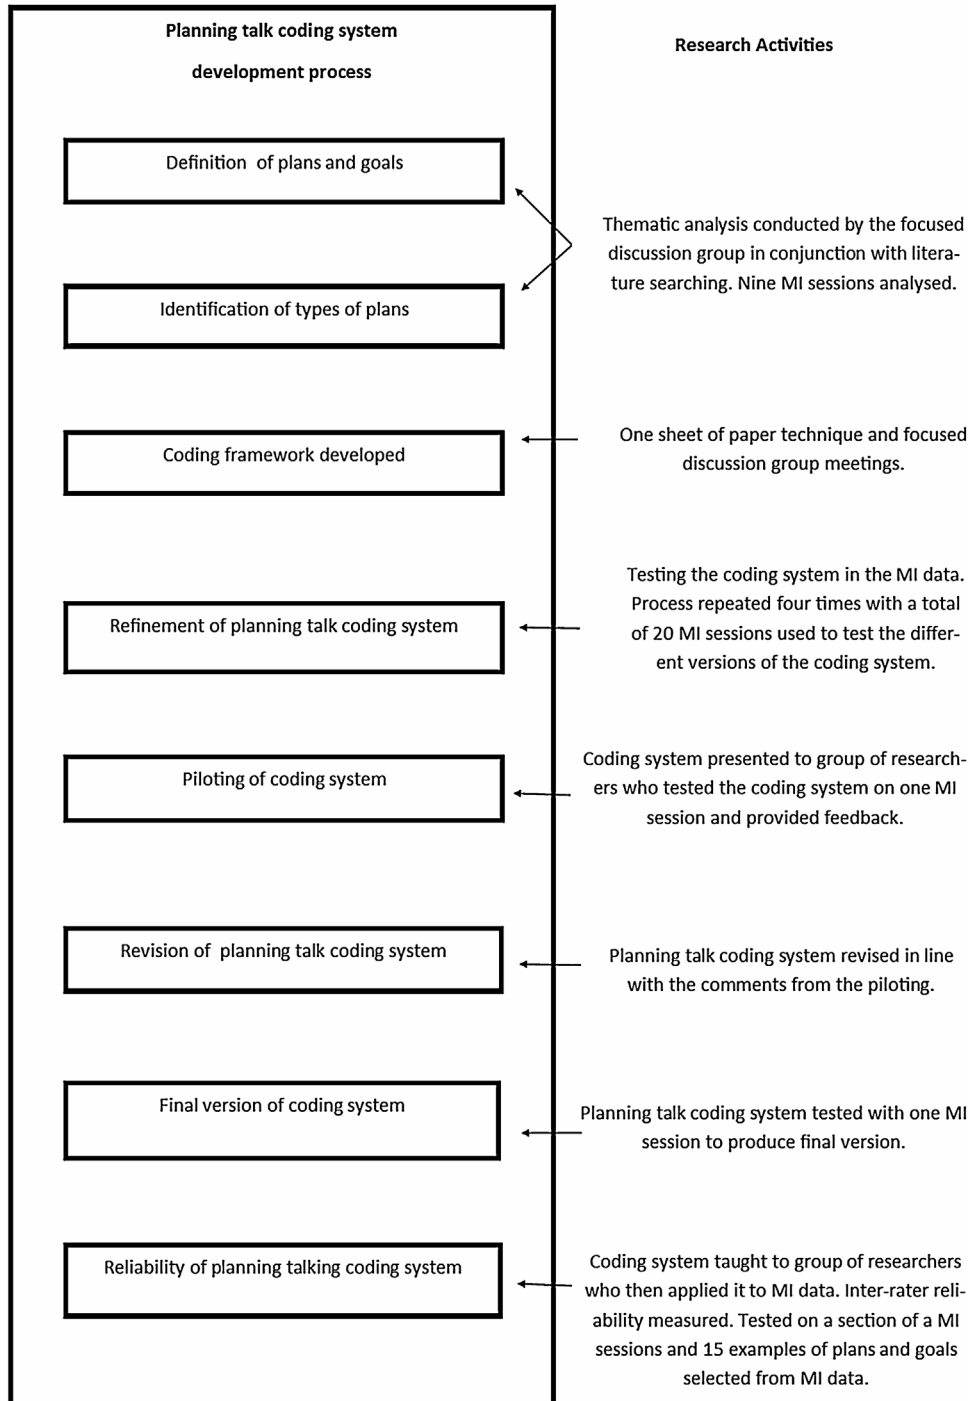 Planning talk coding system
development process
Research Activities
Definition of plans and goals
Thematic analysis conducted by the focused
discussion group in conjunction with litera-
ture searching. Nine MI sessions analysed.
Identification of types of plans
Coding framework developed
One sheet of paper technique and focused
discussion group meetings.
Refinement of planning talk coding system
Testing the coding system in the MI data.
Process repeated four times with a total
of 20 MI sessions used to test the differ-
ent versions of the coding system.
Piloting of coding system
Coding system presented to group of research-
ers who tested the coding system on one MI
session and provided feedback.
Revision of planning talk coding system
Planning talk coding system revised in line
with the comments from the piloting.
Final version of coding system
Planning talk coding system tested with one MI
session to produce final version.
Reliability of planning talking coding system
Coding system taught to group of researchers
who then applied it to MI data. Inter-rater reli-
ability measured. Tested on a section of a MI
sessions and 15 examples of plans and goals
selected from MI data.